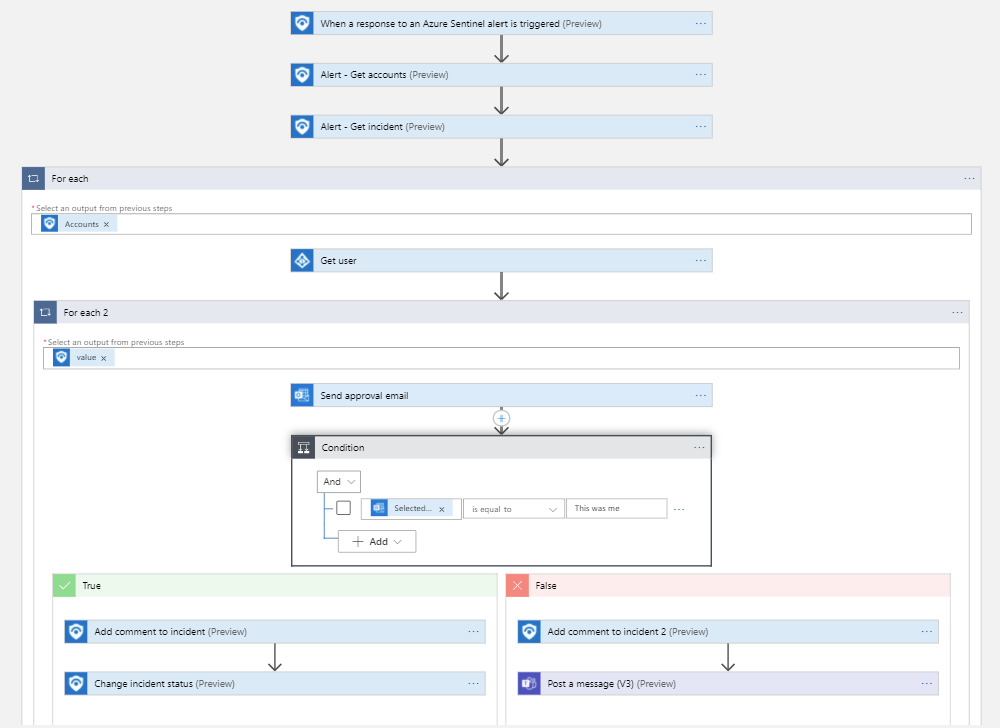 When a response to an Azure Sentinel alert is triggered (Preview)
Alert - Get accounts (Preview)
Alert - Get incident (Preview)
For each
* Select an output from previous steps
Accounts ×
Get user
For each 2
* Select an output from previous steps
value ×
Send approval email
Condition
And
Selected... × is equal to This was me
+ Add
True
False
Add comment to incident (Preview)
Add comment to incident 2 (Preview)
Change incident status (Preview)
Post a message (V3) (Preview)